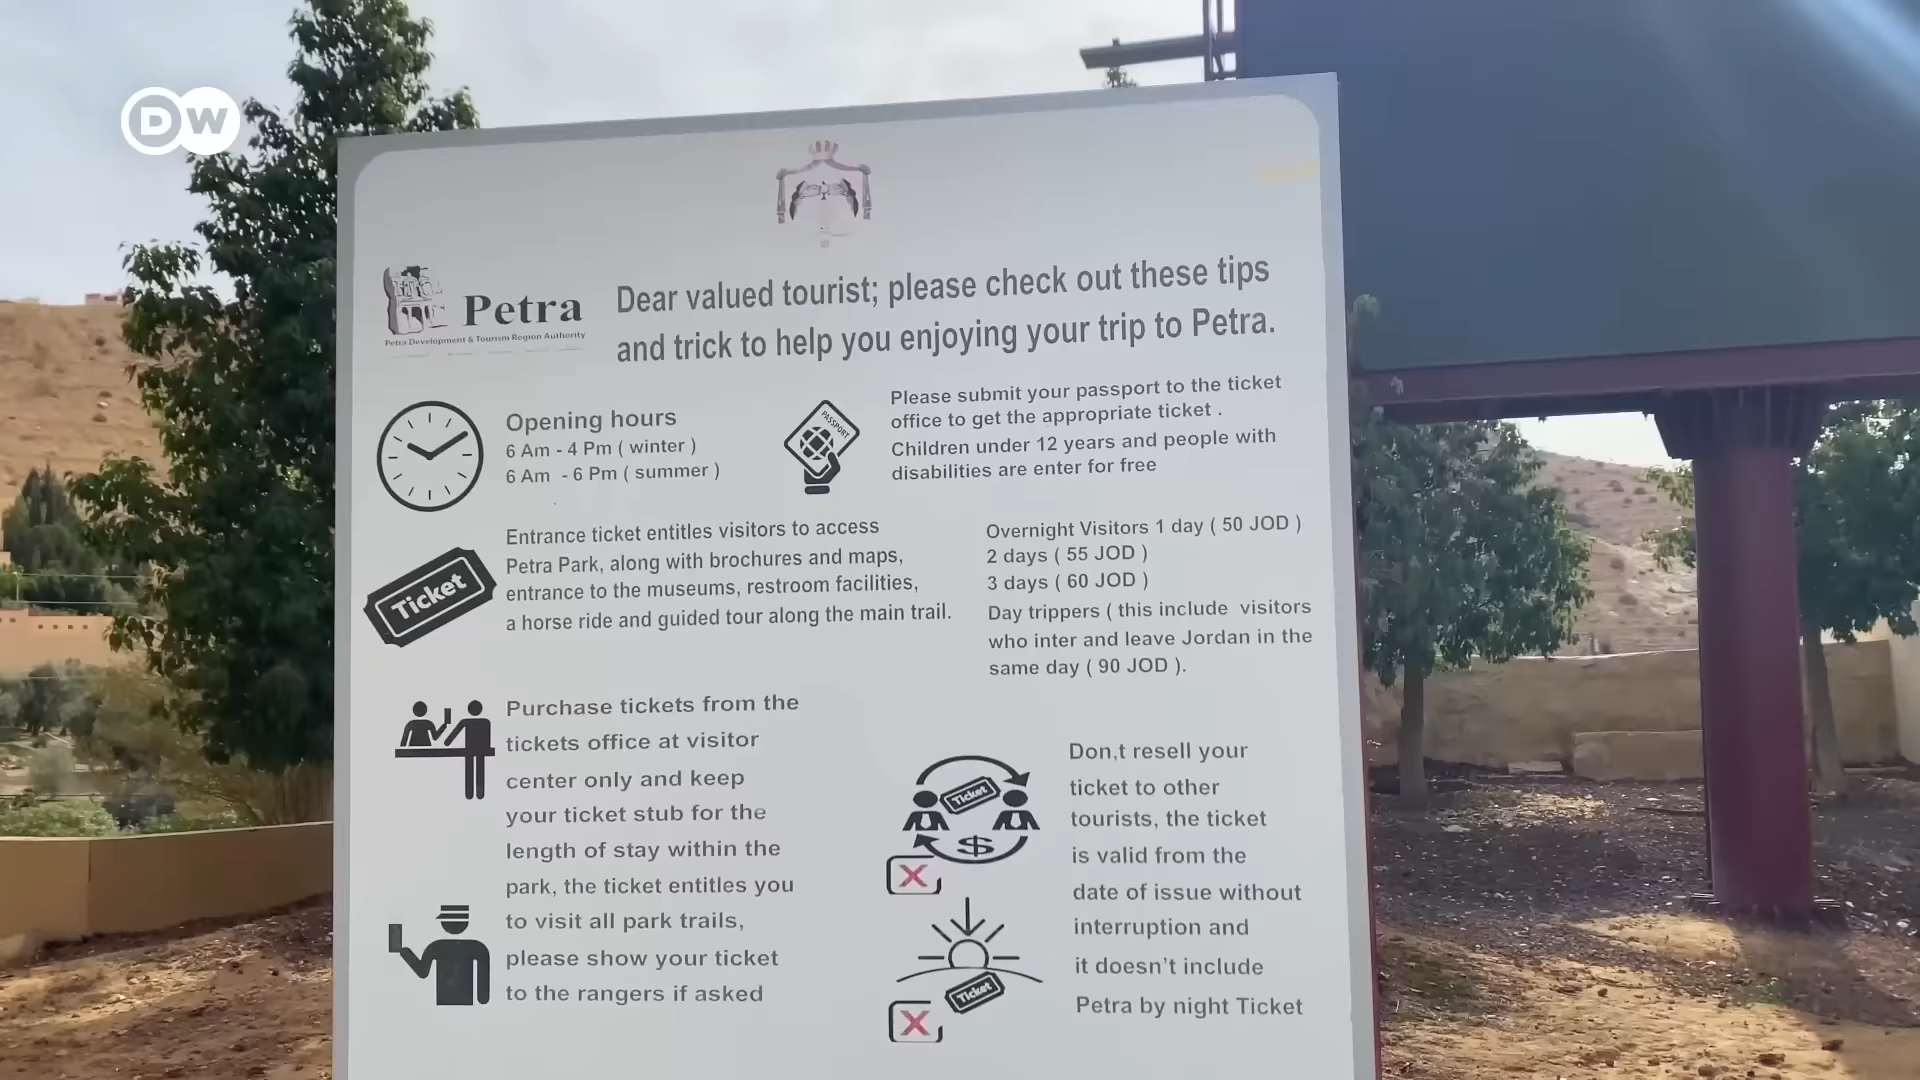 DW
Petra
Petra Development & Tourism Region Authority
Dear valued tourist; please check out these tips
and trick to help you enjoying your trip to Petra.
Opening hours
6 Am - 4 Pm ( winter )
6 Am - 6 Pm ( summer )
PASSPORT
Please submit your passport to the ticket
office to get the appropriate ticket .
Children under 12 years and people with
disabilities are enter for free
Ticket
Entrance ticket entitles visitors to access
Petra Park, along with brochures and maps,
entrance to the museums, restroom facilities,
a horse ride and guided tour along the main trail.
Overnight Visitors 1 day ( 50 JOD )
2 days ( 55 JOD )
3 days ( 60 JOD )
Day trippers ( this include visitors
who inter and leave Jordan in the
same day ( 90 JOD ).
Purchase tickets from the
tickets office at visitor
center only and keep
your ticket stub for the
length of stay within the
park, the ticket entitles you
to visit all park trails,
please show your ticket
to the rangers if asked
Ticket
$
Ticket
Don,t resell your
ticket to other
tourists, the ticket
is valid from the
date of issue without
interruption and
it doesn't include
Petra by night Ticket